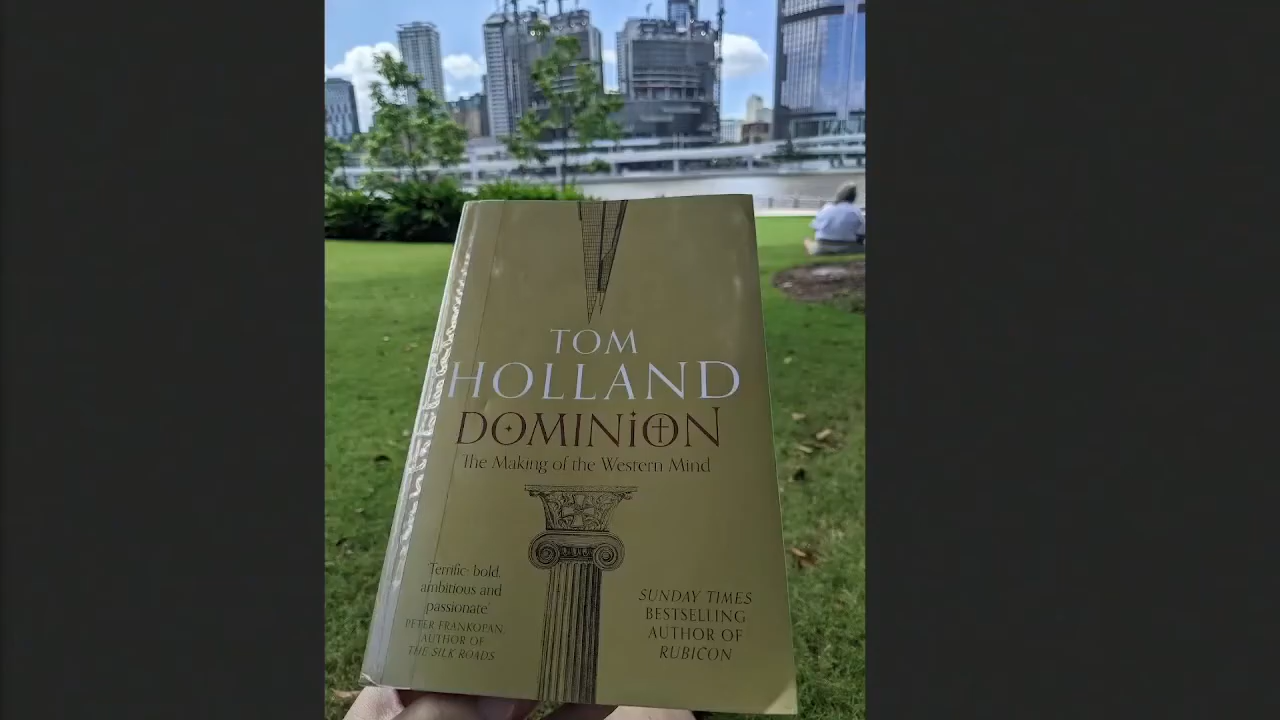 TOM
HOLLAND
DOMINiON
The Making of the Western Mind
'Terrific: bold,
ambitious and
passionate'
PETER FRANKOPAN,
AUTHOR OF
THE SILK ROADS
SUNDAY TIMES
BESTSELLING
AUTHOR OF
RUBICON